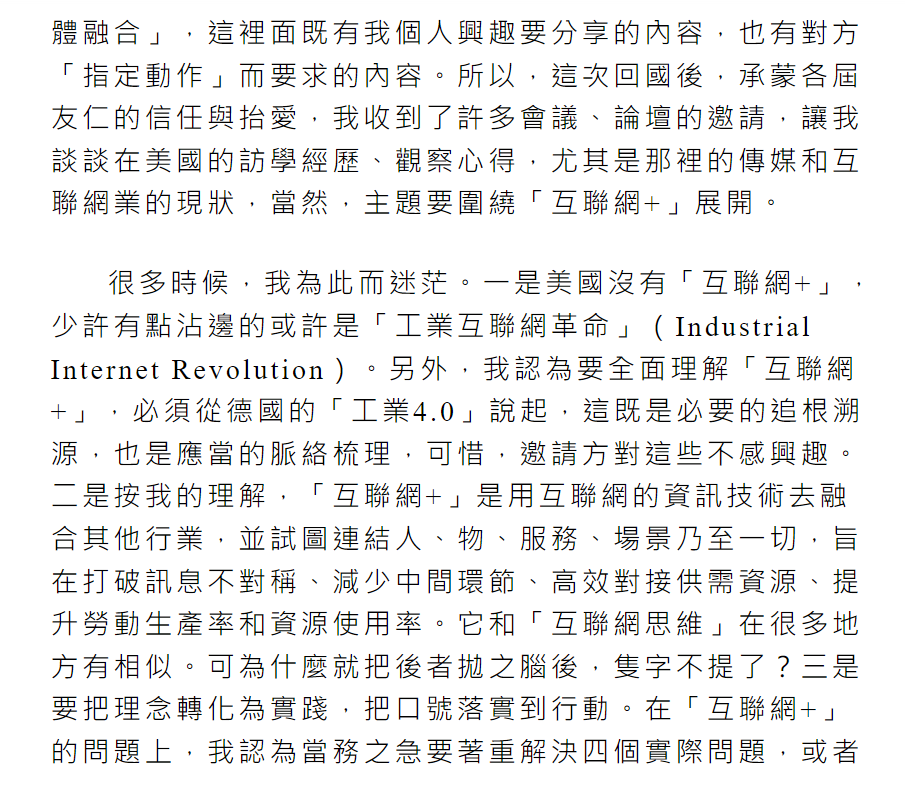 體融合」，這裡面既有我個人興趣要分享的內容，也有對方
「指定動作」而要求的內容。所以，這次回國後，承蒙各屆
友仁的信任與抬愛，我收到了許多會議、論壇的邀請，讓我
談談在美國的訪學經歷、觀察心得，尤其是那裡的傳媒和互
聯網業的現狀，當然，主題要圍繞「互聯網+」展開。
很多時候，我為此而迷茫。一是美國沒有「互聯網+」，
少許有點沾邊的或許是「工業互聯網革命」（Industrial
Internet Revolution）。另外，我認為要全面理解「互聯網
+」，必須從德國的「工業4.0」說起，這既是必要的追根溯
源，也是應當的脈絡梳理，可惜，邀請方對這些不感興趣。
二是按我的理解，「互聯網+」是用互聯網的資訊技術去融
合其他行業，並試圖連結人、物、服務、場景乃至一切，旨
在打破訊息不對稱、減少中間環節、高效對接供需資源、提
升勞動生產率和資源使用率。它和「互聯網思維」在很多地
方有相似。可為什麼就把後者拋之腦後，隻字不提了？三是
要把理念轉化為實踐，把口號落實到行動。在「互聯網+」
的問題上，我認為當務之急要著重解決四個實際問題，或者